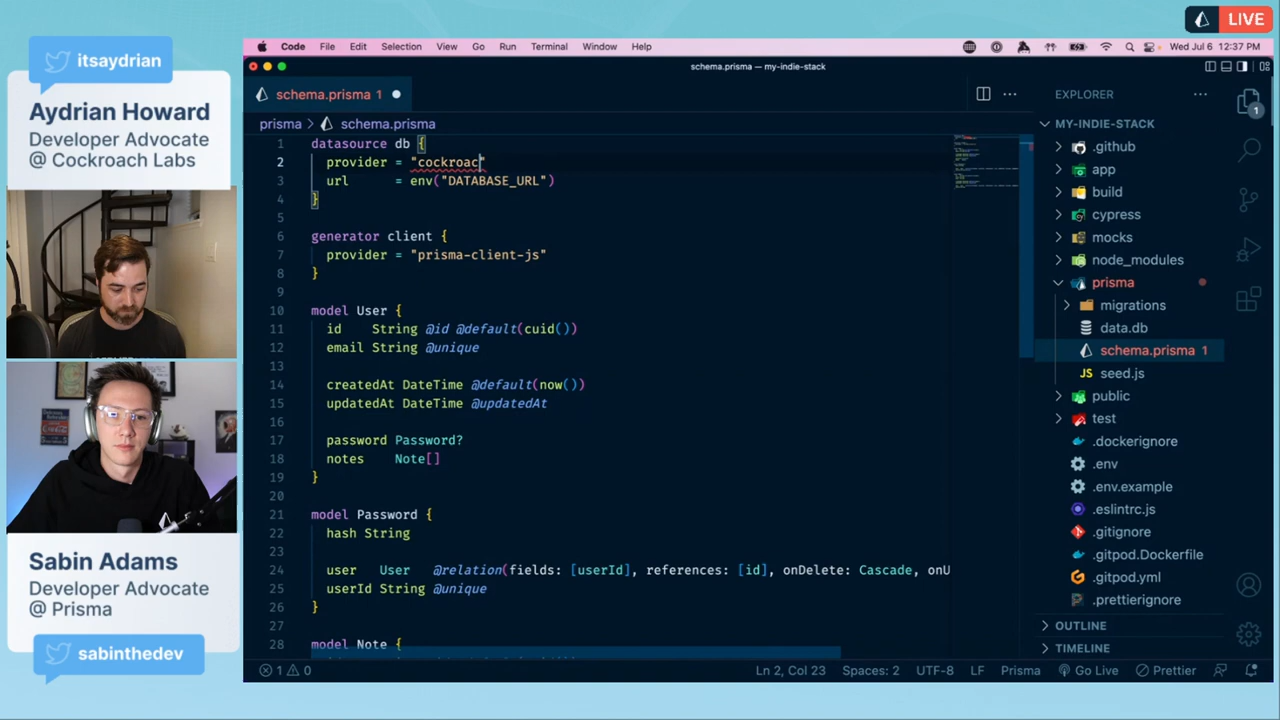 LIVE
itsaydrian
Aydrian Howard
Developer Advocate
@ Cockroach Labs
Sabin Adams
Developer Advocate
@ Prisma
sabinthedev
Code File Edit Selection View Go Run Terminal Window Help
Wed Jul 6 12:37 PM
schema.prisma — my-indie-stack
schema.prisma 1
prisma > schema.prisma
1 datasource db {
2 provider = "cockroac"
3 url = env("DATABASE_URL")
4 }
5
6 generator client {
7 provider = "prisma-client-js"
8 }
9
10 model User {
11 id String @id @default(cuid())
12 email String @unique
13
14 createdAt DateTime @default(now())
15 updatedAt DateTime @updatedAt
16
17 password Password?
18 notes Note[]
19 }
20
21 model Password {
22 hash String
23
24 user User @relation(fields: [userId], references: [id], onDelete: Cascade, onU
25 userId String @unique
26 }
27
28 model Note {
EXPLORER
MY-INDIE-STACK
.github
app
build
cypress
mocks
node_modules
prisma
migrations
data.db
schema.prisma 1
JS seed.js
public
test
.dockerignore
.env
.env.example
.eslintrc.js
.gitignore
.gitpod.Dockerfile
.gitpod.yml
.prettierignore
OUTLINE
TIMELINE
1
1 0
Ln 2, Col 23 Spaces: 2 UTF-8 LF Prisma Go Live Prettier